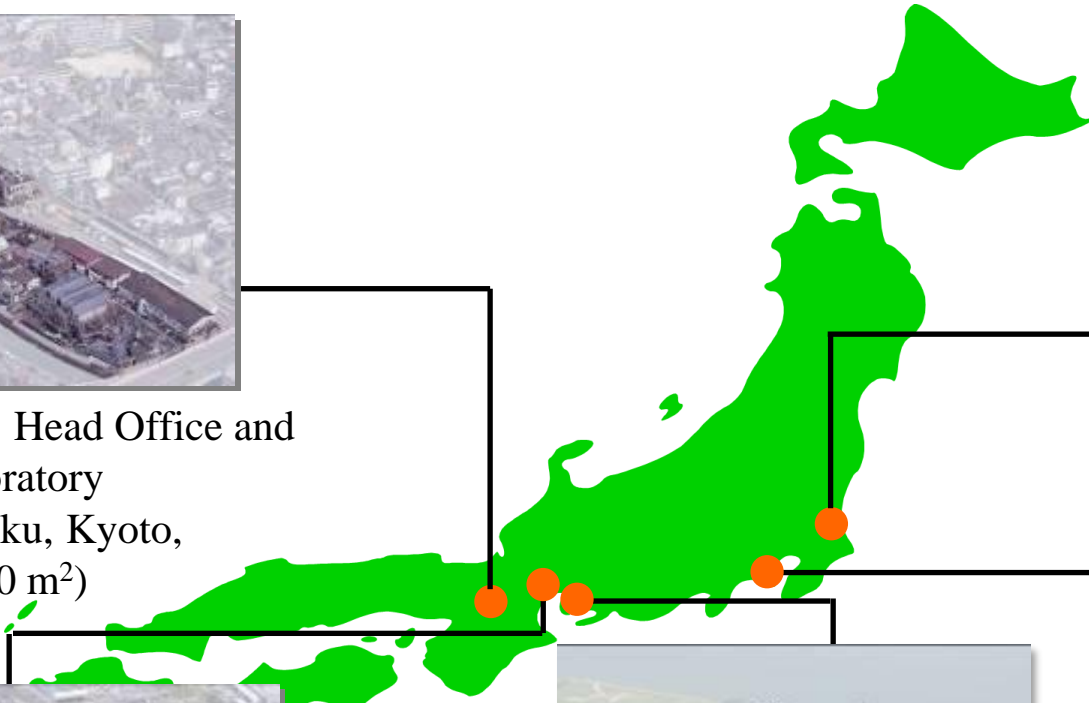 Head Office and
oratory
ku, Kyoto,
0 m²)